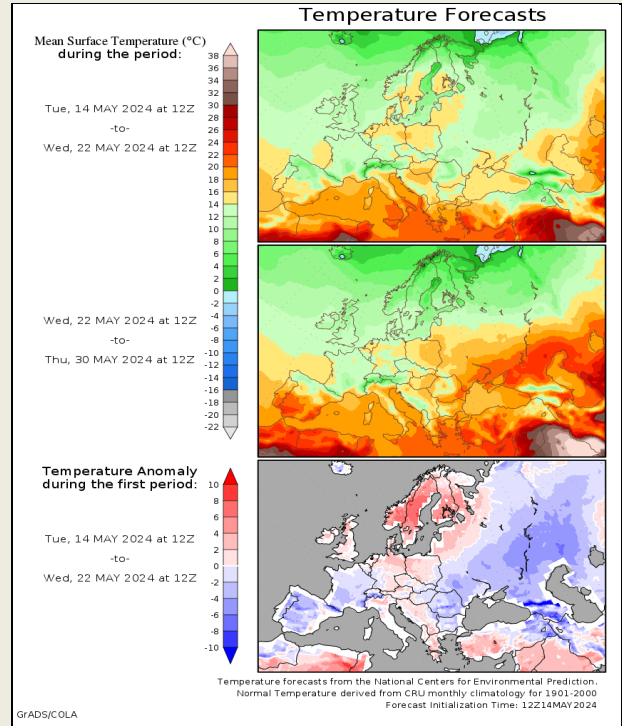 Temperature Forecasts
Mean Surface Temperature (°C)
during the period:
38
36
34
32
30
28
26
24
22
20
18
16
14
12
10
8
6
4
2
0
-2
-4
-6
-8
-10
-12
-14
-16
-18
-20
-22
Tue, 14 MAY 2024 at 12Z
-to-
Wed, 22 MAY 2024 at 12Z
Wed, 22 MAY 2024 at 12Z
-to-
Thu, 30 MAY 2024 at 12Z
Temperature Anomaly
during the first period:
10
8
6
4
2
0
-2
-4
-6
-8
-10
Tue, 14 MAY 2024 at 12Z
-to-
Wed, 22 MAY 2024 at 12Z
Temperature forecasts from the National Centers for Environmental Prediction.
Normal Temperature derived from CRU monthly climatology for 1901-2000
Forecast Initialization Time: 12Z14MAY2024
GrADS/COLA